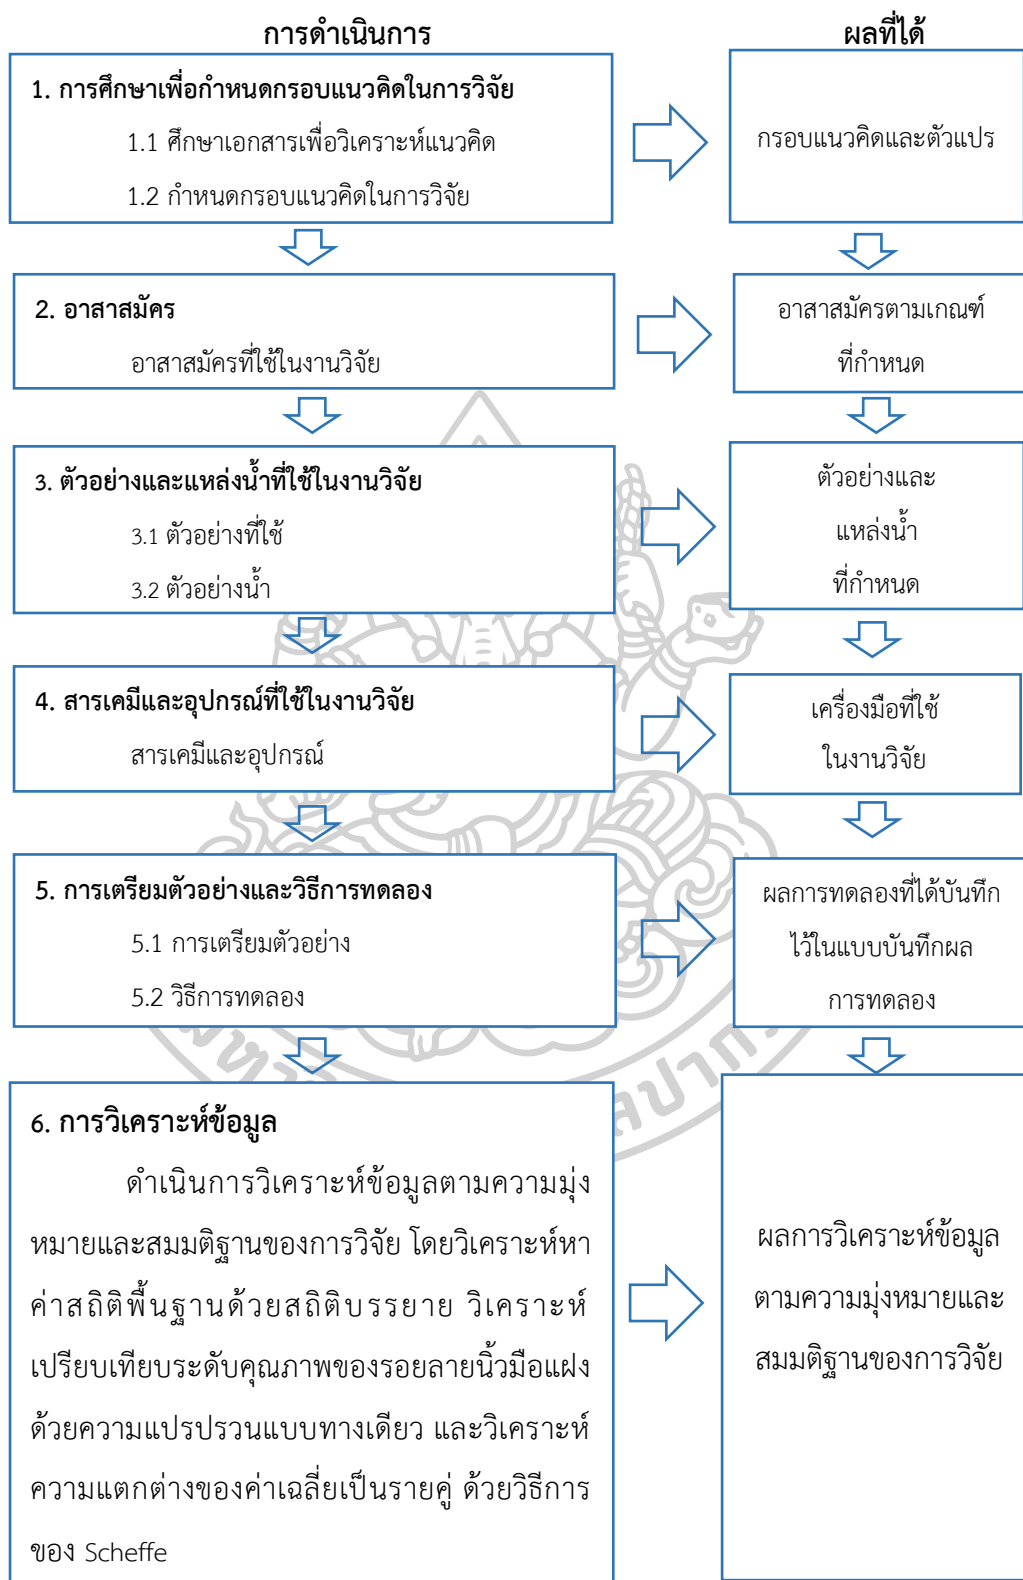 การดำเนินการ
ผลที่ได้
1. การศึกษาเพื่อกำหนดกรอบแนวคิดในการวิจัย
1.1 ศึกษาเอกสารเพื่อวิเคราะห์แนวคิด
1.2 กำหนดกรอบแนวคิดในการวิจัย
กรอบแนวคิดและตัวแปร
2. อาสาสมัคร
อาสาสมัครที่ใช้ในงานวิจัย
อาสาสมัครตามเกณฑ์
ที่กำหนด
3. ตัวอย่างและแหล่งน้ำที่ใช้ในงานวิจัย
3.1 ตัวอย่างที่ใช้
3.2 ตัวอย่างน้ำ
ตัวอย่างและ
แหล่งน้ำ
ที่กำหนด
4. สารเคมีและอุปกรณ์ที่ใช้ในงานวิจัย
สารเคมีและอุปกรณ์
เครื่องมือที่ใช้
ในงานวิจัย
5. การเตรียมตัวอย่างและวิธีการทดลอง
5.1 การเตรียมตัวอย่าง
5.2 วิธีการทดลอง
ผลการทดลองที่ได้บันทึก
ไว้ในแบบบันทึกผล
การทดลอง
6. การวิเคราะห์ข้อมูล
ดำเนินการวิเคราะห์ข้อมูลตามความมุ่ง
หมายและสมมติฐานของการวิจัย โดยวิเคราะห์หา
ค่าสถิติพื้นฐานด้วยสถิติบรรยาย วิเคราะห์
เปรียบเทียบระดับคุณภาพของรอยลายนิ้วมือแฝง
ด้วยความแปรปรวนแบบทางเดียว และวิเคราะห์
ความแตกต่างของค่าเฉลี่ยเป็นรายคู่ ด้วยวิธีการ
ของ Scheffe
ผลการวิเคราะห์ข้อมูล
ตามความมุ่งหมายและ
สมมติฐานของการวิจัย